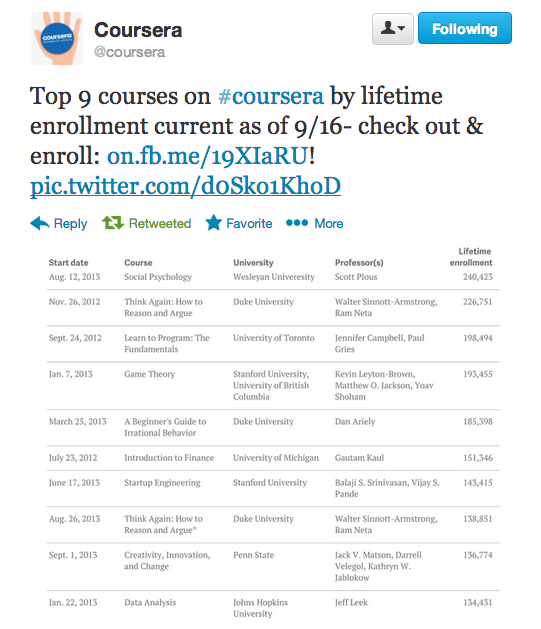 coursera
Coursera
@coursera
Following
Top 9 courses on #coursera by lifetime
enrollment current as of 9/16- check out &
enroll: on.fb.me/19XIaRU!
pic.twitter.com/doSko1KhoD
Reply Retweeted Favorite More
Start date Course University Professor(s) Lifetime enrollment
Aug. 12, 2013 Social Psychology Wesleyan Univeresity Scott Plous 240,423
Nov. 26, 2012 Think Again: How to Duke University Walter Sinnott-Armstrong, 226,751
Reason and Argue Ram Neta
Sept. 24, 2012 Learn to Program: The University of Toronto Jennifer Campbell, Paul 198,494
Fundamentals Gries
Jan. 7, 2013 Game Theory Stanford University, Kevin Leyton-Brown, 193,455
University of British Matthew O. Jackson, Yoav
Columbia Shoham
March 25, 2013 A Beginner's Guide to Duke University Dan Ariely 185,398
Irrational Behavior
July 23, 2012 Introduction to Finance University of Michigan Gautam Kaul 151,346
June 17, 2013 Startup Engineering Stanford University Balaji S. Srinivasan, Vijay S. 143,415
Pande
Aug. 26, 2013 Think Again: How to Duke University Walter Sinnott-Armstrong, 138,851
Reason and Argue* Ram Neta
Sept. 1, 2013 Creativity, Innovation, Penn State Jack V. Matson, Darrell 136,774
and Change Velegol, Kathryn W.
Jablokow
Jan. 22, 2013 Data Analysis Johns Hopkins Jeff Leek 134,431
University